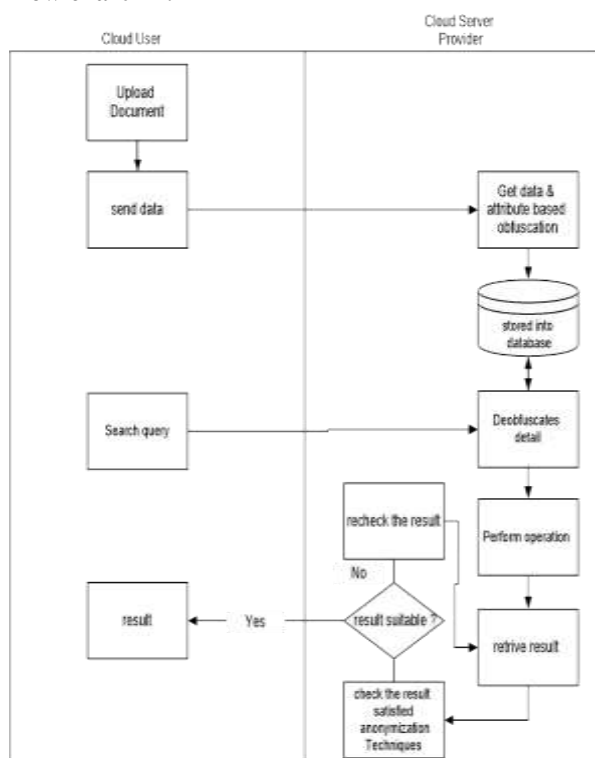 Cloud User
Cloud Server
Provider
Upload
Document
send data
Get data &
attribute based
obfuscation
stored into
database
Search query
Deobfuscates
detail
recheck the result
Perform operation
No
result
Yes
result suitable ?
retrive result
check the result
satisfied
anonymization
Techniques